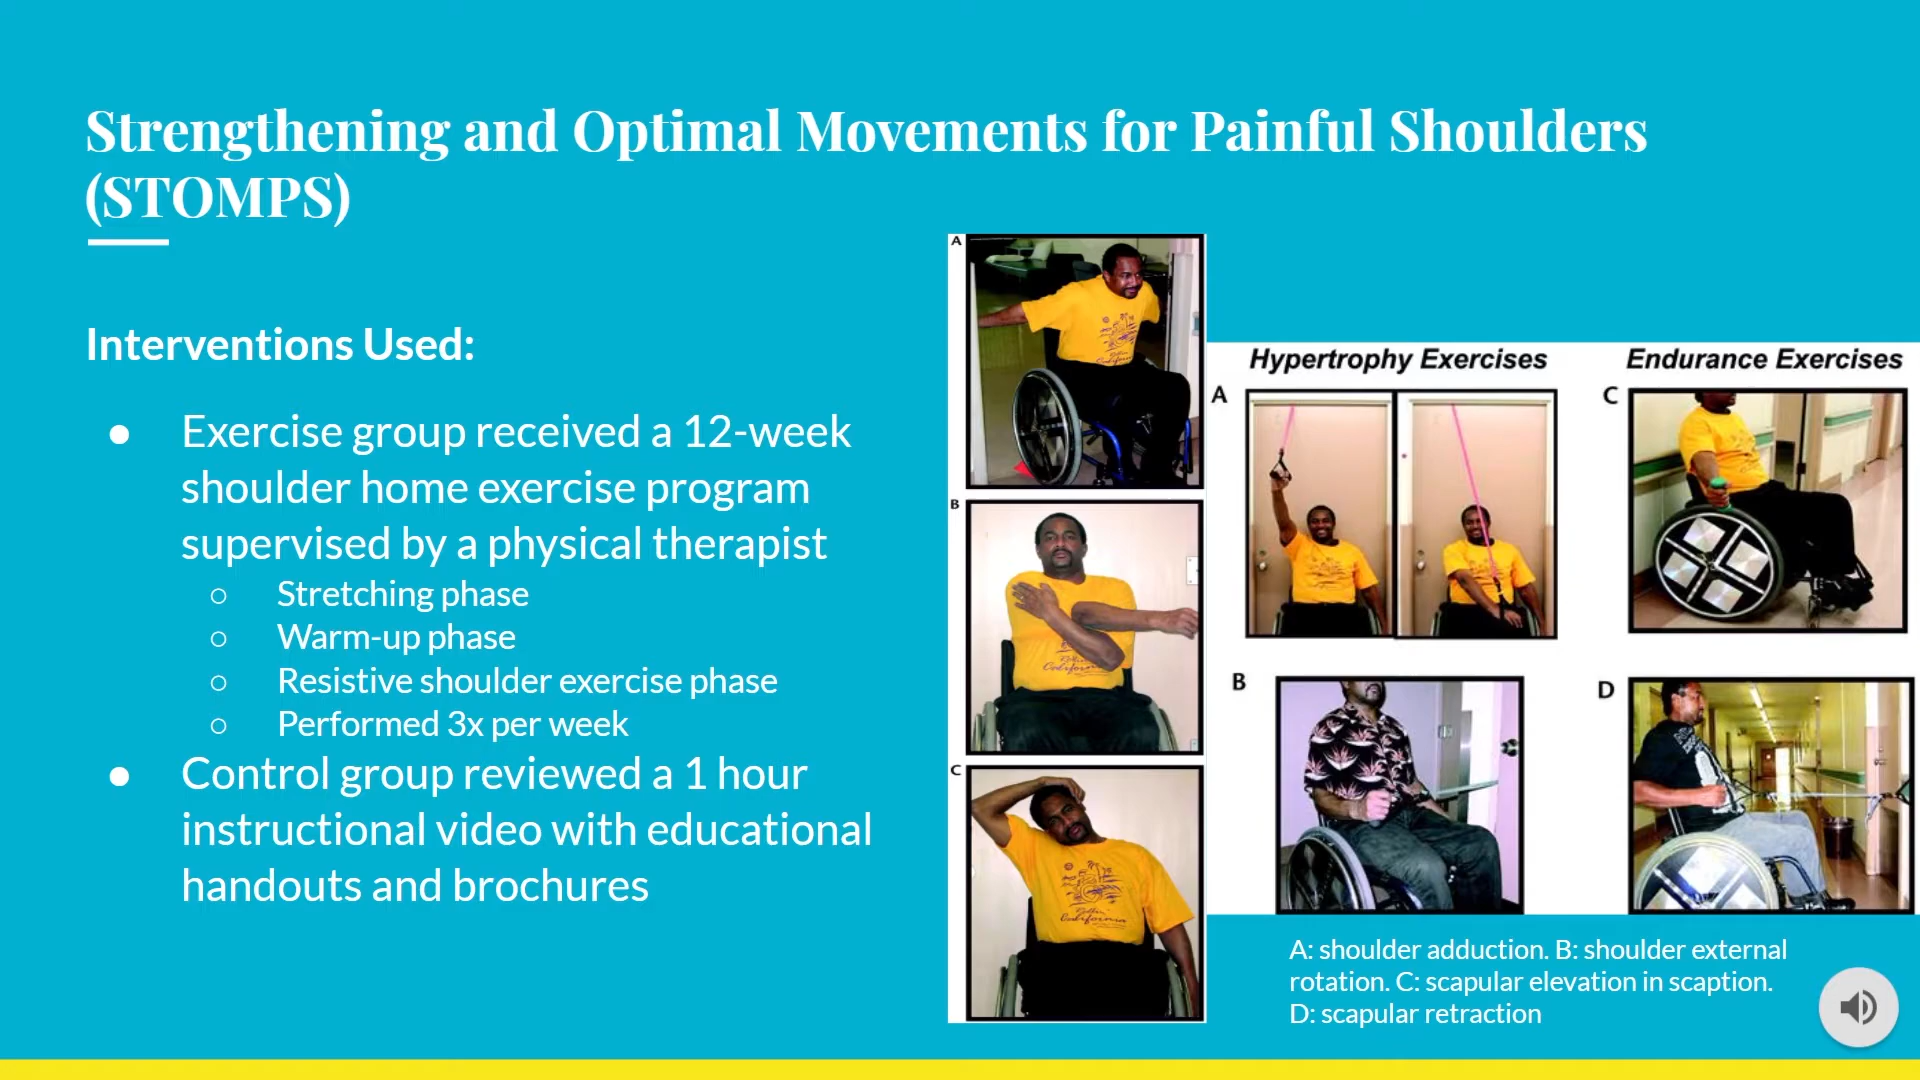 Strengthening and Optimal Movements for Painful Shoulders
(STOMPS)
Interventions Used:
● Exercise group received a 12-week
shoulder home exercise program
supervised by a physical therapist
○ Stretching phase
○ Warm-up phase
○ Resistive shoulder exercise phase
○ Performed 3x per week
● Control group reviewed a 1 hour
instructional video with educational
handouts and brochures
A
B
C
Hypertrophy Exercises
Endurance Exercises
A
C
B
D
A: shoulder adduction. B: shoulder external
rotation. C: scapular elevation in scaption.
D: scapular retraction